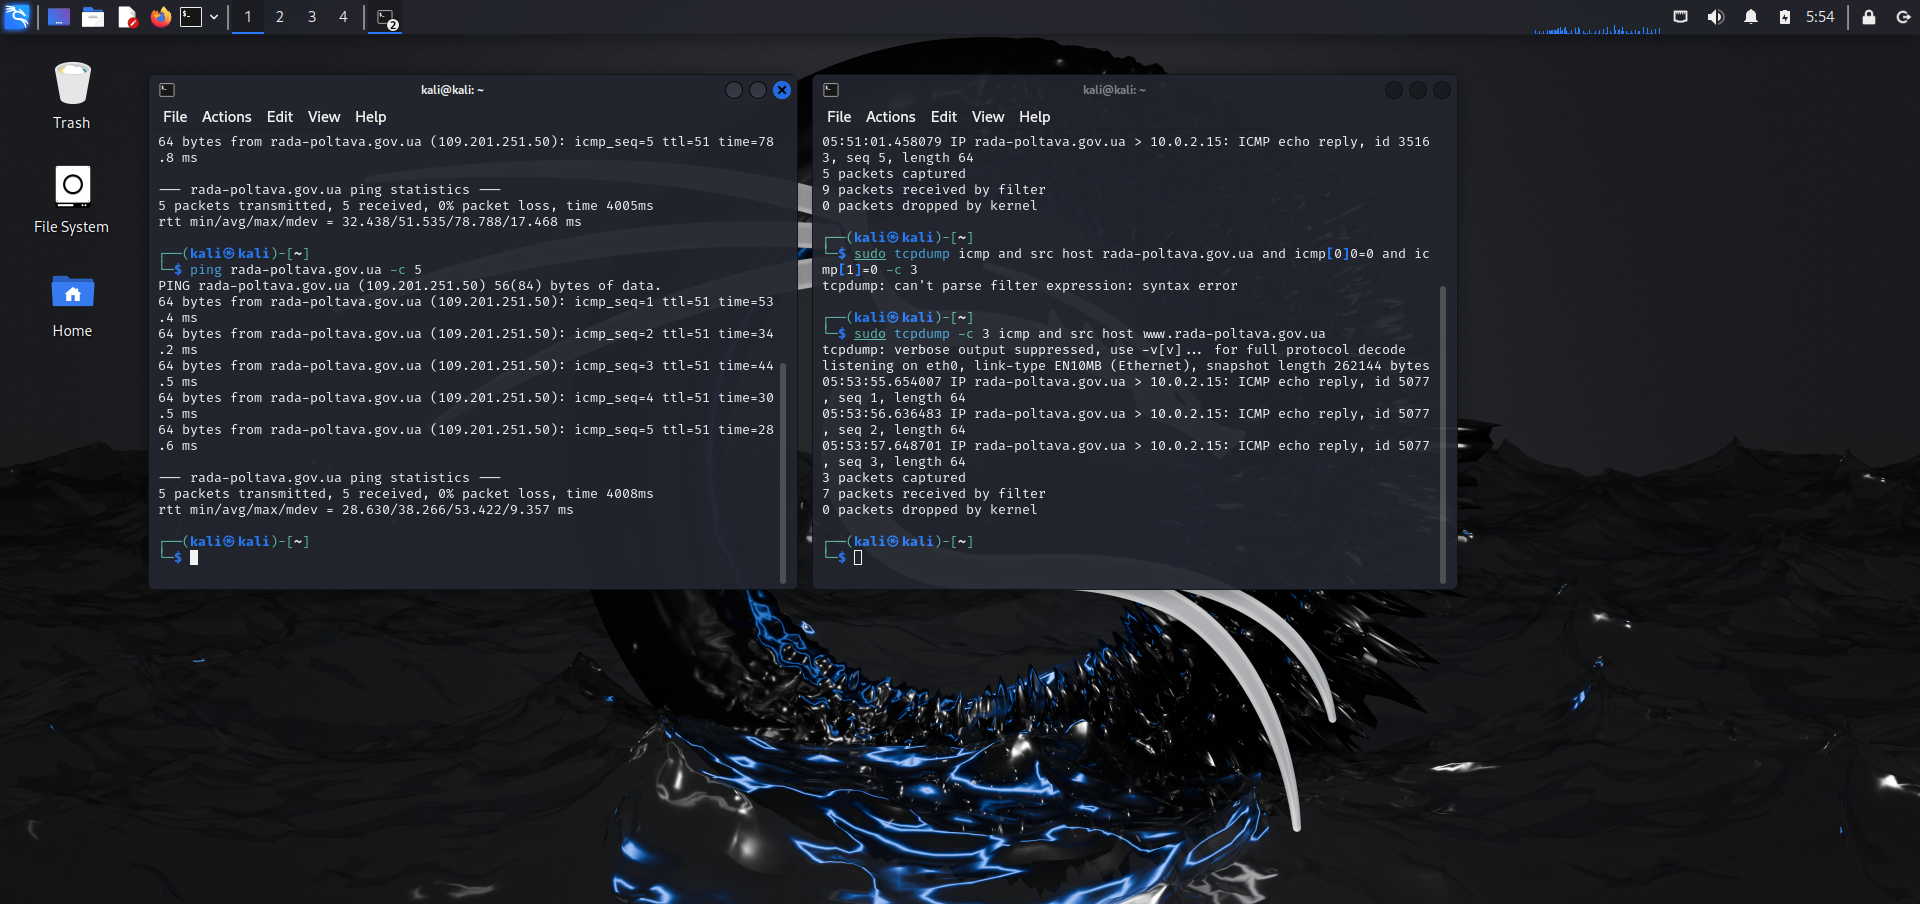 1 2 3 4 2 5:54
Trash
File System
Home
kali@kali: ~
File Actions Edit View Help
64 bytes from rada-poltava.gov.ua (109.201.251.50): icmp_seq=5 ttl=51 time=78
.8 ms
--- rada-poltava.gov.ua ping statistics ---
5 packets transmitted, 5 received, 0% packet loss, time 4005ms
rtt min/avg/max/mdev = 32.438/51.535/78.788/17.468 ms
┌──(kali㉿kali)-[~]
└─$ ping rada-poltava.gov.ua -c 5
PING rada-poltava.gov.ua (109.201.251.50) 56(84) bytes of data.
64 bytes from rada-poltava.gov.ua (109.201.251.50): icmp_seq=1 ttl=51 time=53
.4 ms
64 bytes from rada-poltava.gov.ua (109.201.251.50): icmp_seq=2 ttl=51 time=34
.2 ms
64 bytes from rada-poltava.gov.ua (109.201.251.50): icmp_seq=3 ttl=51 time=44
.5 ms
64 bytes from rada-poltava.gov.ua (109.201.251.50): icmp_seq=4 ttl=51 time=30
.5 ms
64 bytes from rada-poltava.gov.ua (109.201.251.50): icmp_seq=5 ttl=51 time=28
.6 ms
--- rada-poltava.gov.ua ping statistics ---
5 packets transmitted, 5 received, 0% packet loss, time 4008ms
rtt min/avg/max/mdev = 28.630/38.266/53.422/9.357 ms
┌──(kali㉿kali)-[~]
└─$
kali@kali: ~
File Actions Edit View Help
05:51:01.458079 IP rada-poltava.gov.ua > 10.0.2.15: ICMP echo reply, id 3516
3, seq 5, length 64
5 packets captured
9 packets received by filter
0 packets dropped by kernel
┌──(kali㉿kali)-[~]
└─$ sudo tcpdump icmp and src host rada-poltava.gov.ua and icmp[0]0=0 and ic
mp[1]=0 -c 3
tcpdump: can't parse filter expression: syntax error
┌──(kali㉿kali)-[~]
└─$ sudo tcpdump -c 3 icmp and src host www.rada-poltava.gov.ua
tcpdump: verbose output suppressed, use -v[v]... for full protocol decode
listening on eth0, link-type EN10MB (Ethernet), snapshot length 262144 bytes
05:53:55.654007 IP rada-poltava.gov.ua > 10.0.2.15: ICMP echo reply, id 5077
, seq 1, length 64
05:53:56.636483 IP rada-poltava.gov.ua > 10.0.2.15: ICMP echo reply, id 5077
, seq 2, length 64
05:53:57.648701 IP rada-poltava.gov.ua > 10.0.2.15: ICMP echo reply, id 5077
, seq 3, length 64
3 packets captured
7 packets received by filter
0 packets dropped by kernel
┌──(kali㉿kali)-[~]
└─$